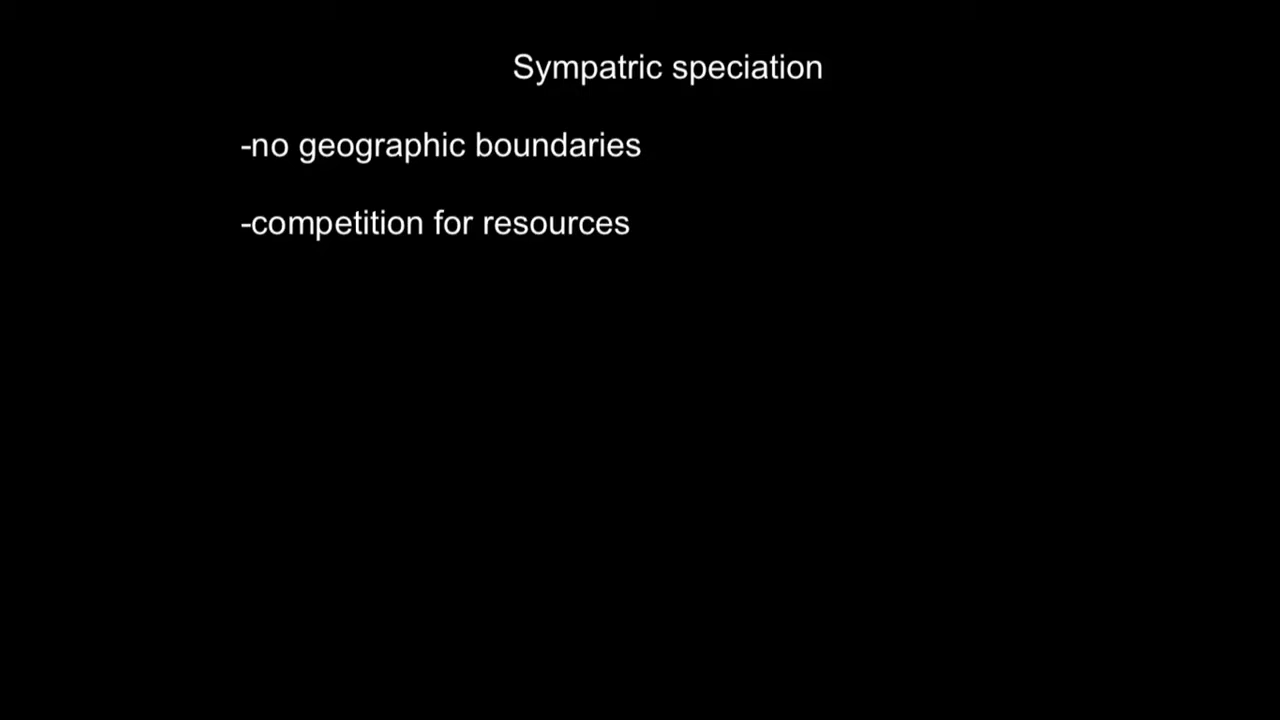 Sympatric speciation
-no geographic boundaries
-competition for resources